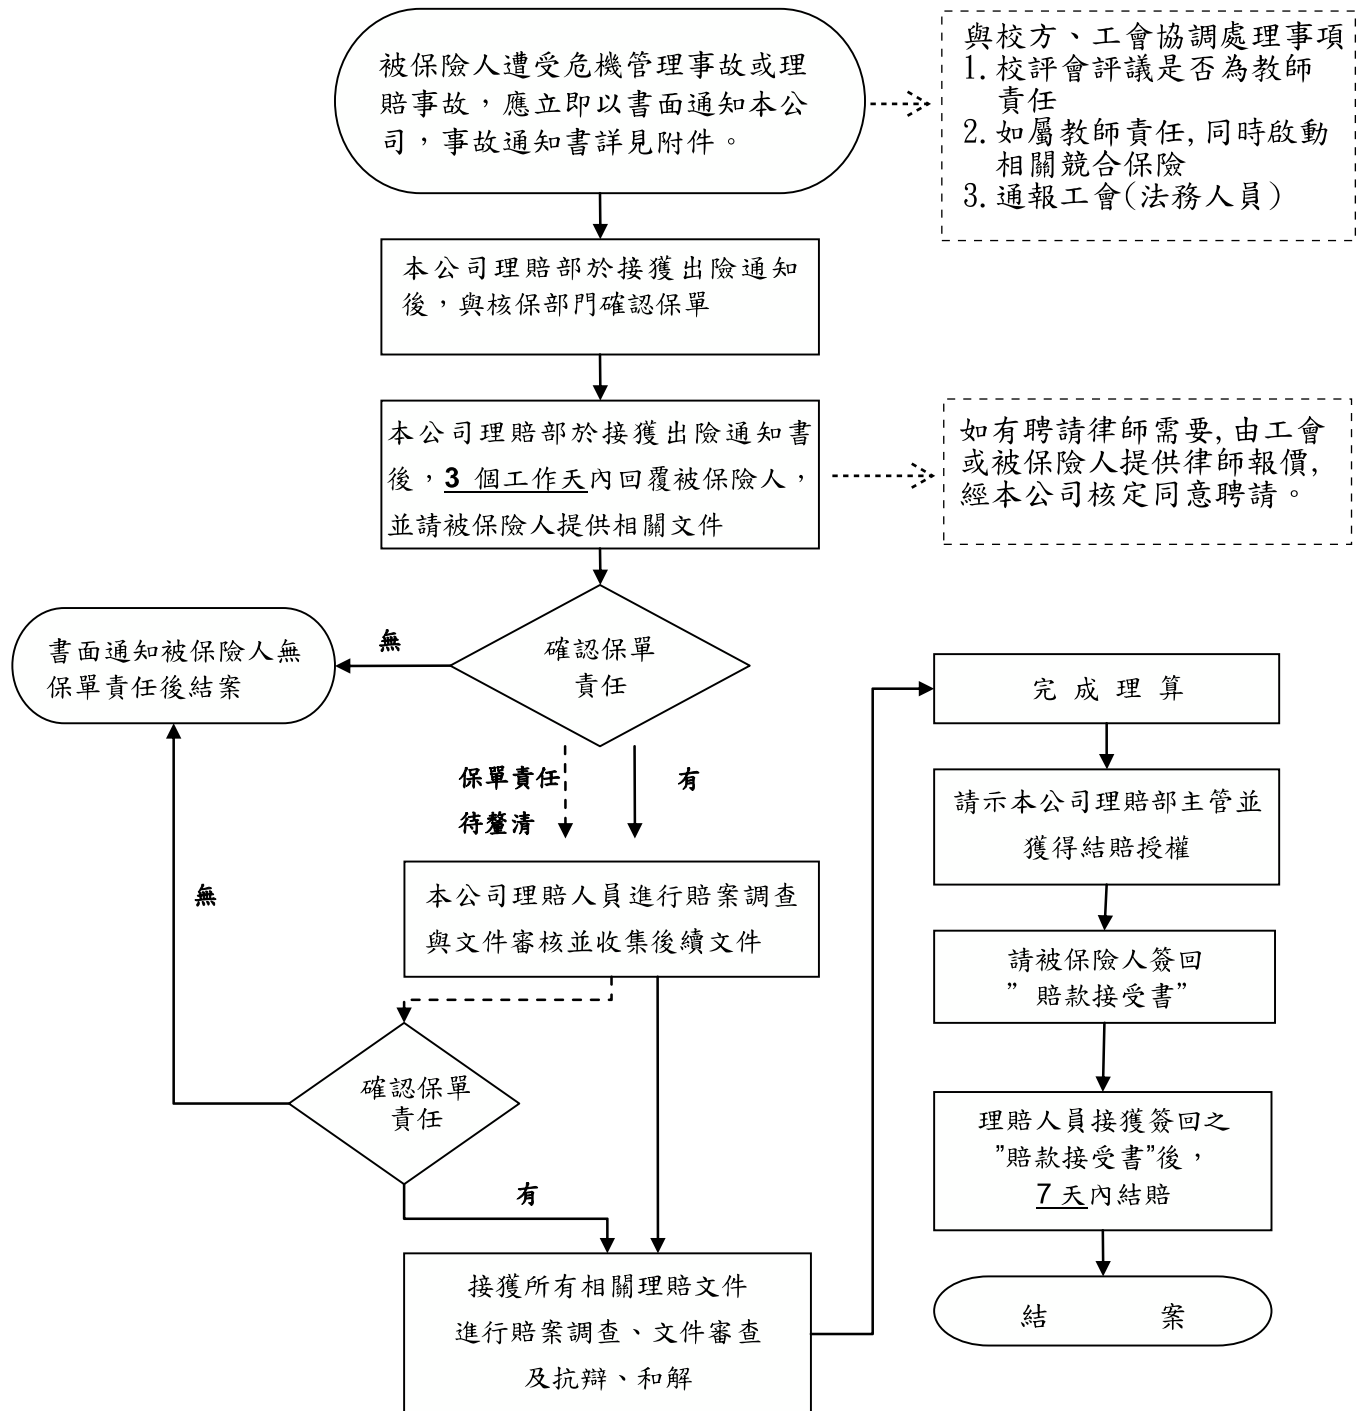 被保險人遭受危機管理事故或理
賠事故，應立即以書面通知本公
司，事故通知書詳見附件。
與校方、工會協調處理事項
1.校評會評議是否為教師
責任
2.如屬教師責任,同時啟動
相關競合保險
3.通報工會(法務人員)
本公司理賠部於接獲出險通知
後，與核保部門確認保單
本公司理賠部於接獲出險通知書
後，3 個工作天內回覆被保險人，
並請被保險人提供相關文件
如有聘請律師需要,由工會
或被保險人提供律師報價,
經本公司核定同意聘請。
確認保單
責任
無
書面通知被保險人無
保單責任後結案
保單責任
待釐清
有
本公司理賠人員進行賠案調查
與文件審核並收集後續文件
無
確認保單
責任
有
接獲所有相關理賠文件
進行賠案調查、文件審查
及抗辯、和解
完 成 理 算
請示本公司理賠部主管並
獲得結賠授權
請被保險人簽回
” 賠款接受書”
理賠人員接獲簽回之
”賠款接受書”後，
7 天內結賠
結 案